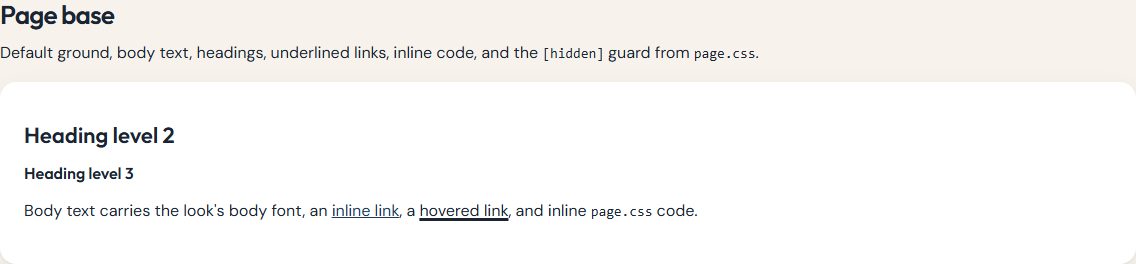 Page base
Default ground, body text, headings, underlined links, inline code, and the [hidden] guard from page.css.
Heading level 2
Heading level 3
Body text carries the look's body font, an inline link, a hovered link, and inline page.css code.